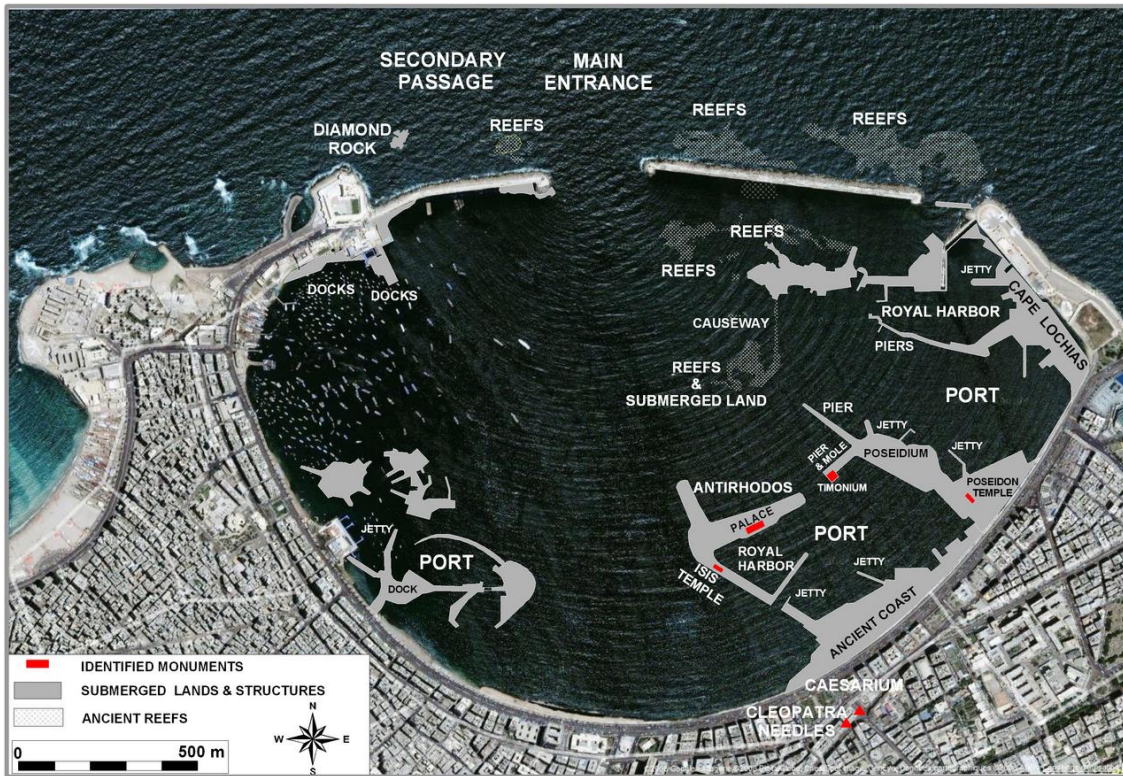 SECONDARY
PASSAGE
MAIN
ENTRANCE
DIAMOND
ROCK
REEFS
REEFS
REEFS
REEFS
REEFS
DOCKS
DOCKS
JETTY
CAPE LOCHIAS
ROYAL HARBOR
CAUSEWAY
PIERS
REEFS
&
SUBMERGED LAND
PORT
PIER
JETTY
POSEIDIUM
JETTY
PIER & MOLE
TIMONIUM
POSEIDON
TEMPLE
ANTIRHODOS
PALACE
PORT
ROYAL
HARBOR
ISIS
TEMPLE
JETTY
JETTY
ANCIENT COAST
JETTY
PORT
DOCK
CAESARIUM
CLEOPATRA
NEEDLES
IDENTIFIED MONUMENTS
SUBMERGED LANDS & STRUCTURES
ANCIENT REEFS
0 500 m
N
W E
S